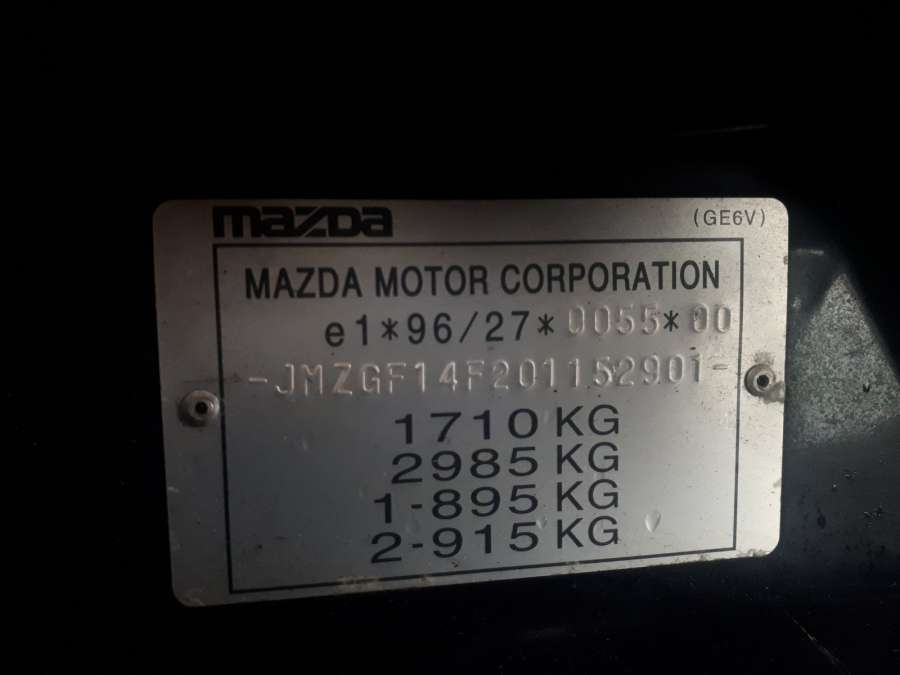 mazda
(GE6V)
MAZDA MOTOR CORPORATION
e1*96/27*0055*00
-JMZGF14F201152901-
1710 KG
2985 KG
1-895 KG
2-915 KG